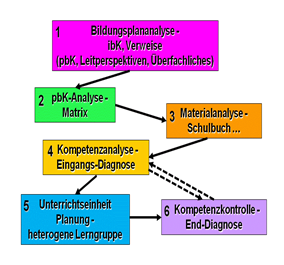 1 Bildungsplananalyse -
ibK, Verweise
(pbK, Leitperspektiven, Überfachliches)
2 pbK-Analyse -
Matrix
3 Materialanalyse -
Schulbuch ...
4 Kompetenzanalyse -
Eingangs-Diagnose
5 Unterrichtseinheit
Planung -
heterogene Lerngruppe
6 Kompetenzkontrolle -
End-Diagnose